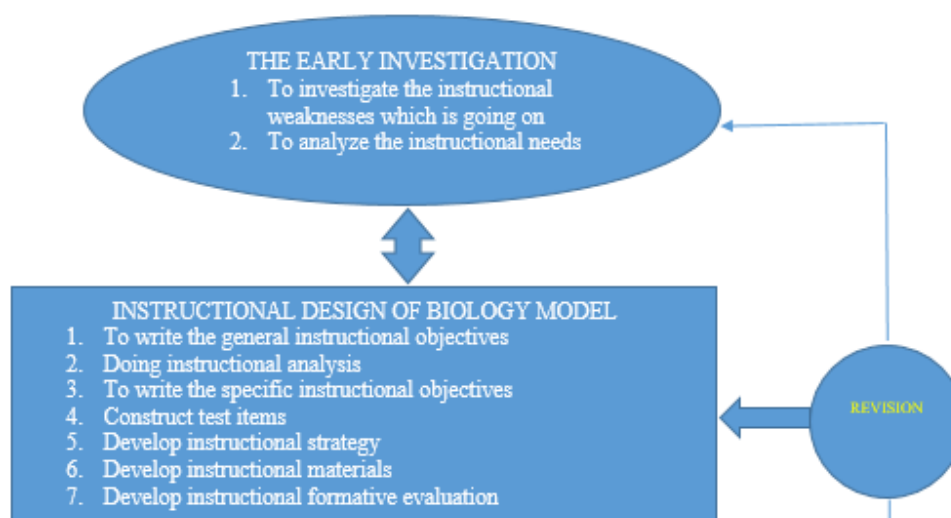 THE EARLY INVESTIGATION
1. To investigate the instructional
weaknesses which is going on
2. To analyze the instructional needs
INSTRUCTIONAL DESIGN OF BIOLOGY MODEL
1. To write the general instructional objectives
2. Doing instructional analysis
3. To write the specific instructional objectives
4. Construct test items
5. Develop instructional strategy
6. Develop instructional materials
7. Develop instructional formative evaluation
REVISION